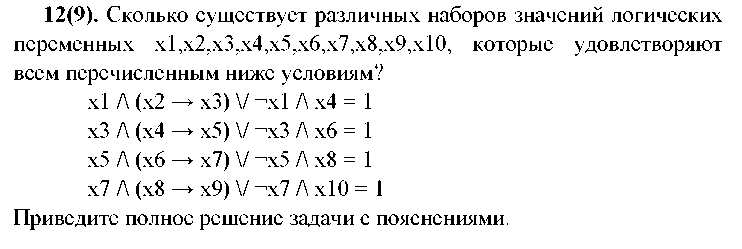 12(9). Сколько существует различных наборов значений логических
переменных x1,x2,x3,x4,x5,x6,x7,x8,x9,x10, которые удовлетворяют
всем перечисленным ниже условиям?
x1 /\ (x2 → x3) \/ ¬x1 /\ x4 = 1
x3 /\ (x4 → x5) \/ ¬x3 /\ x6 = 1
x5 /\ (x6 → x7) \/ ¬x5 /\ x8 = 1
x7 /\ (x8 → x9) \/ ¬x7 /\ x10 = 1
Приведите полное решение задачи с пояснениями.